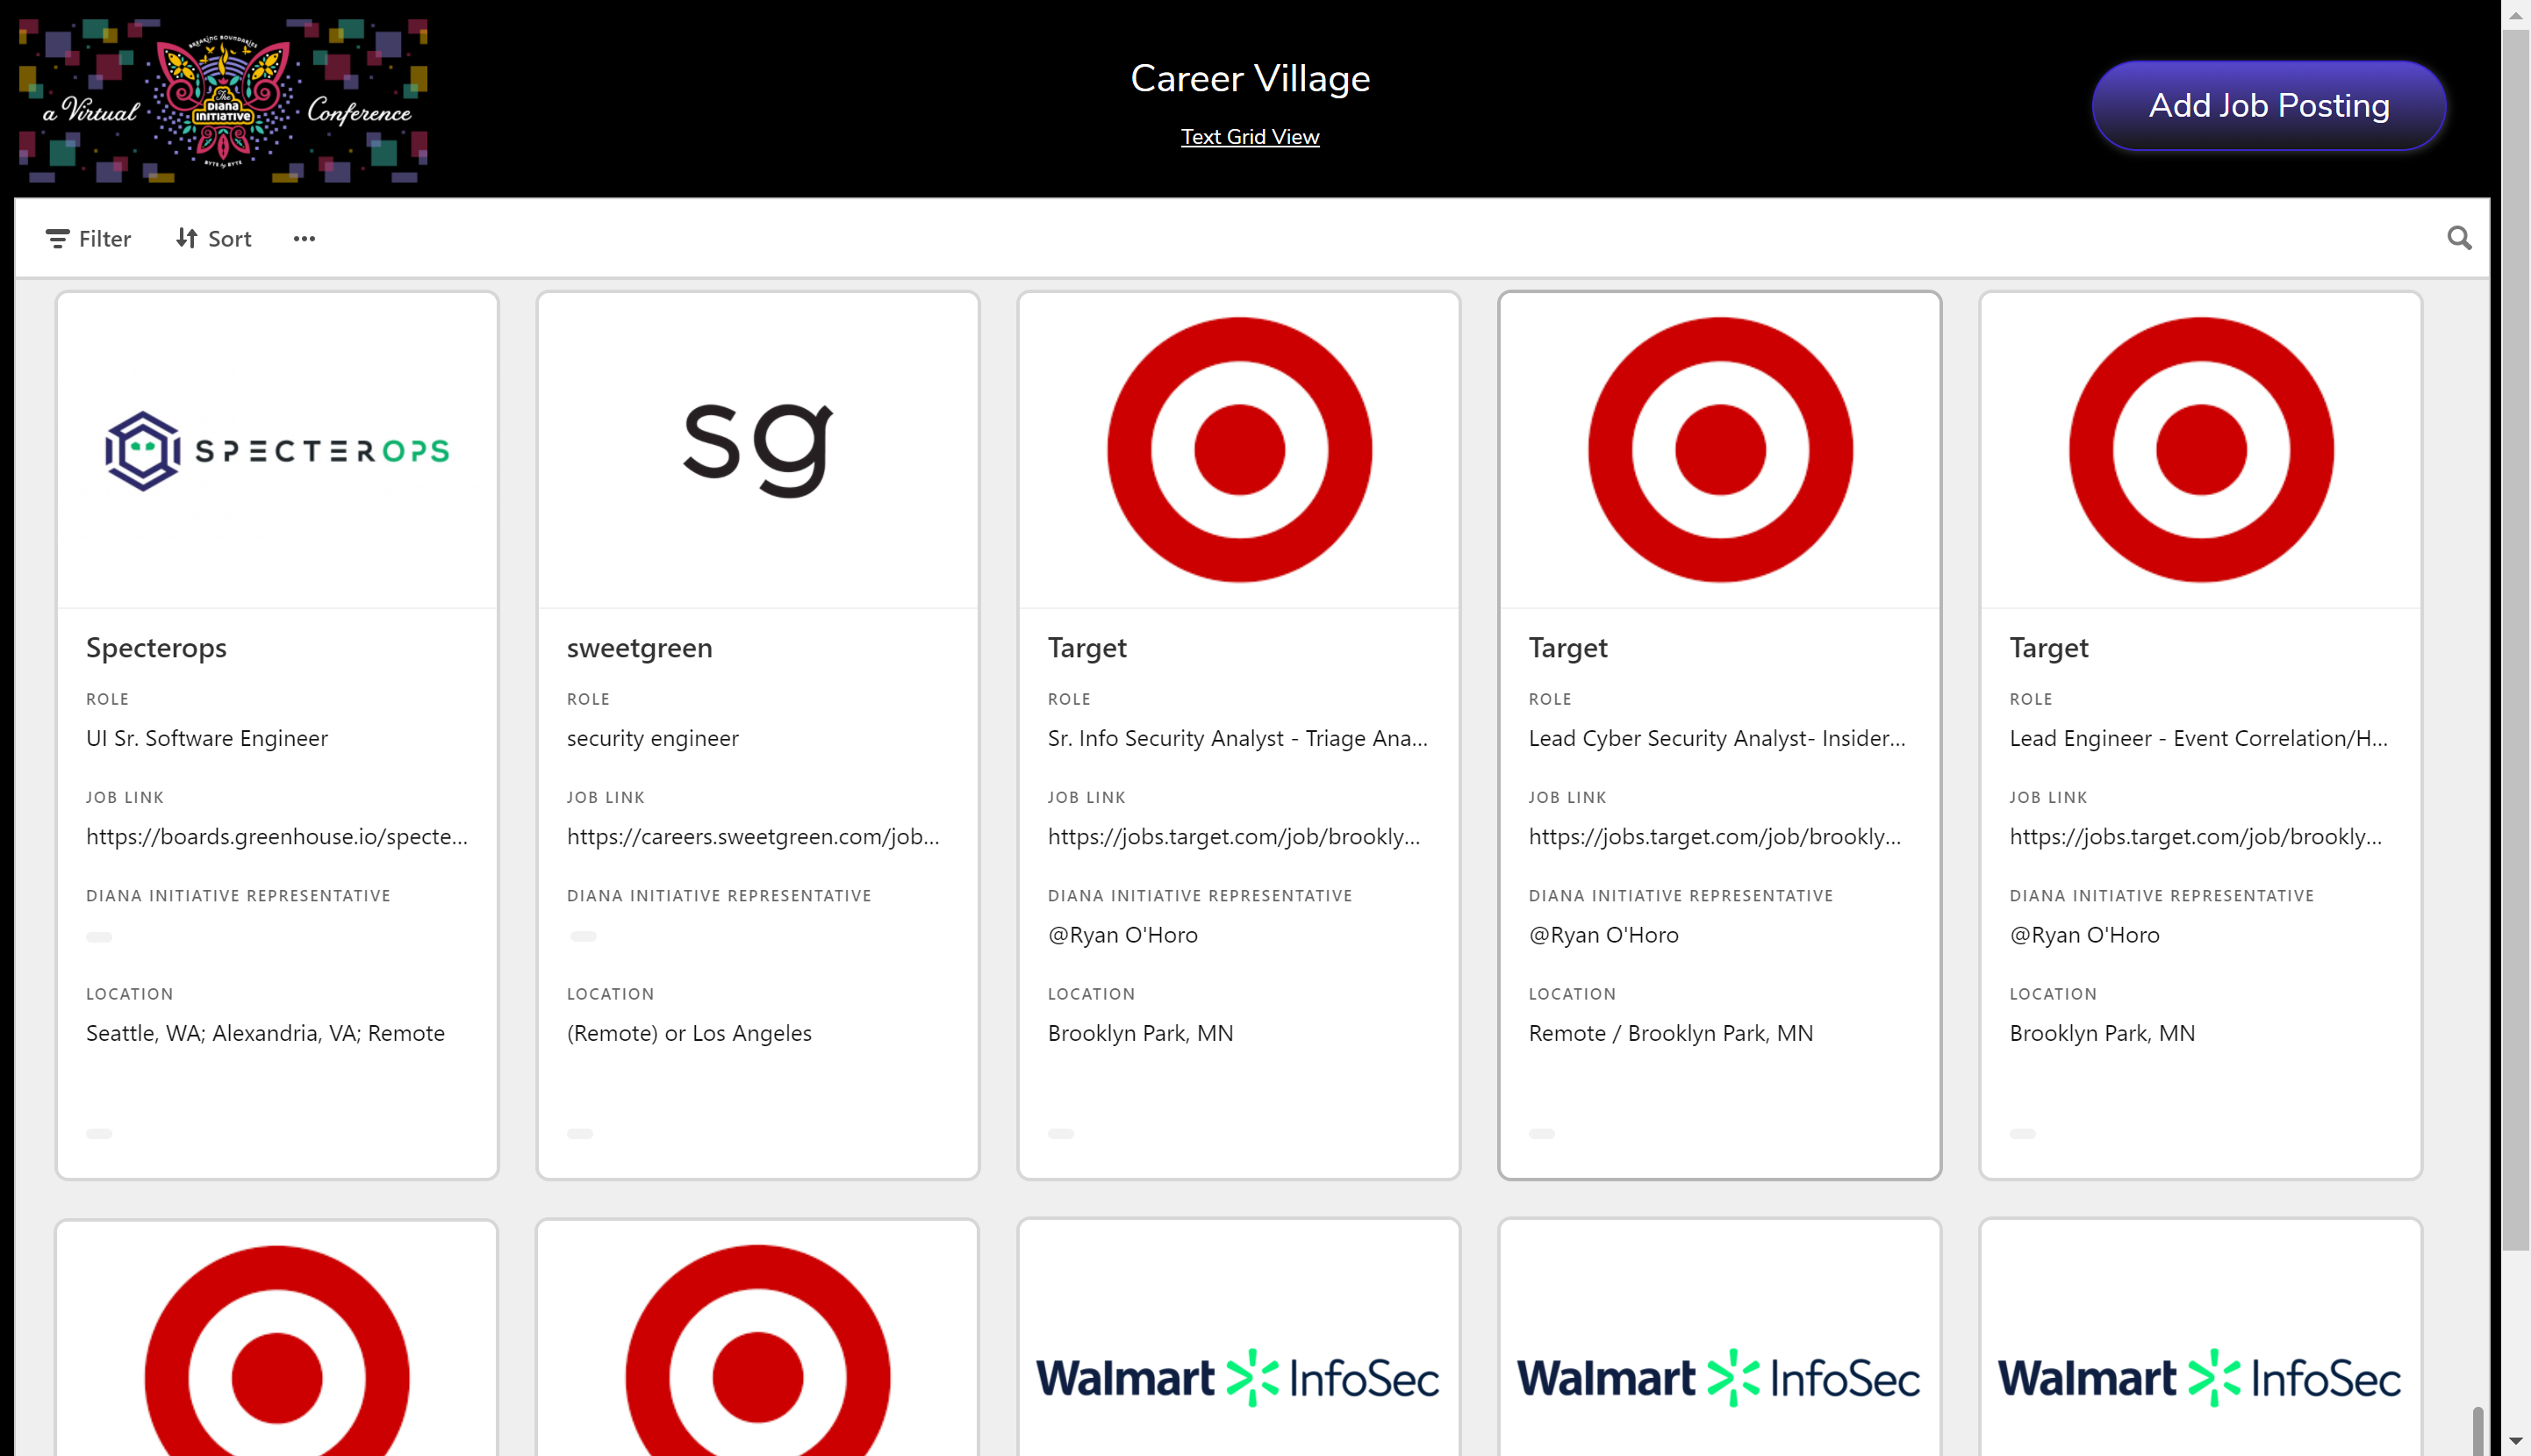 BREAKING BOUNDARIES
a Virtual
The
DIANA
INITIATIVE
Conference
BYTE by BYTE
Career Village
Text Grid View
Add Job Posting
Filter
Sort
SPECTEROPS
Specterops
ROLE
UI Sr. Software Engineer
JOB LINK
https://boards.greenhouse.io/specte...
DIANA INITIATIVE REPRESENTATIVE
LOCATION
Seattle, WA; Alexandria, VA; Remote
sg
sweetgreen
ROLE
security engineer
JOB LINK
https://careers.sweetgreen.com/job...
DIANA INITIATIVE REPRESENTATIVE
LOCATION
(Remote) or Los Angeles
Target
ROLE
Sr. Info Security Analyst - Triage Ana...
JOB LINK
https://jobs.target.com/job/brookly...
DIANA INITIATIVE REPRESENTATIVE
@Ryan O'Horo
LOCATION
Brooklyn Park, MN
Target
ROLE
Lead Cyber Security Analyst- Insider...
JOB LINK
https://jobs.target.com/job/brookly...
DIANA INITIATIVE REPRESENTATIVE
@Ryan O'Horo
LOCATION
Remote / Brooklyn Park, MN
Target
ROLE
Lead Engineer - Event Correlation/H...
JOB LINK
https://jobs.target.com/job/brookly...
DIANA INITIATIVE REPRESENTATIVE
@Ryan O'Horo
LOCATION
Brooklyn Park, MN
Walmart InfoSec
Walmart InfoSec
Walmart InfoSec